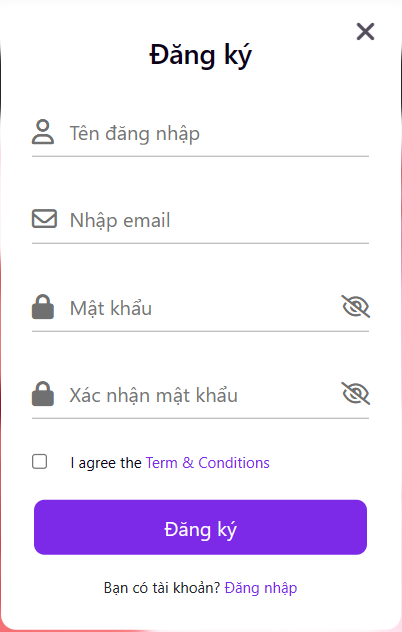 Đăng ký
Tên đăng nhập
Nhập email
Mật khẩu
Xác nhận mật khẩu
I agree the Term & Conditions
Đăng ký
Bạn có tài khoản? Đăng nhập